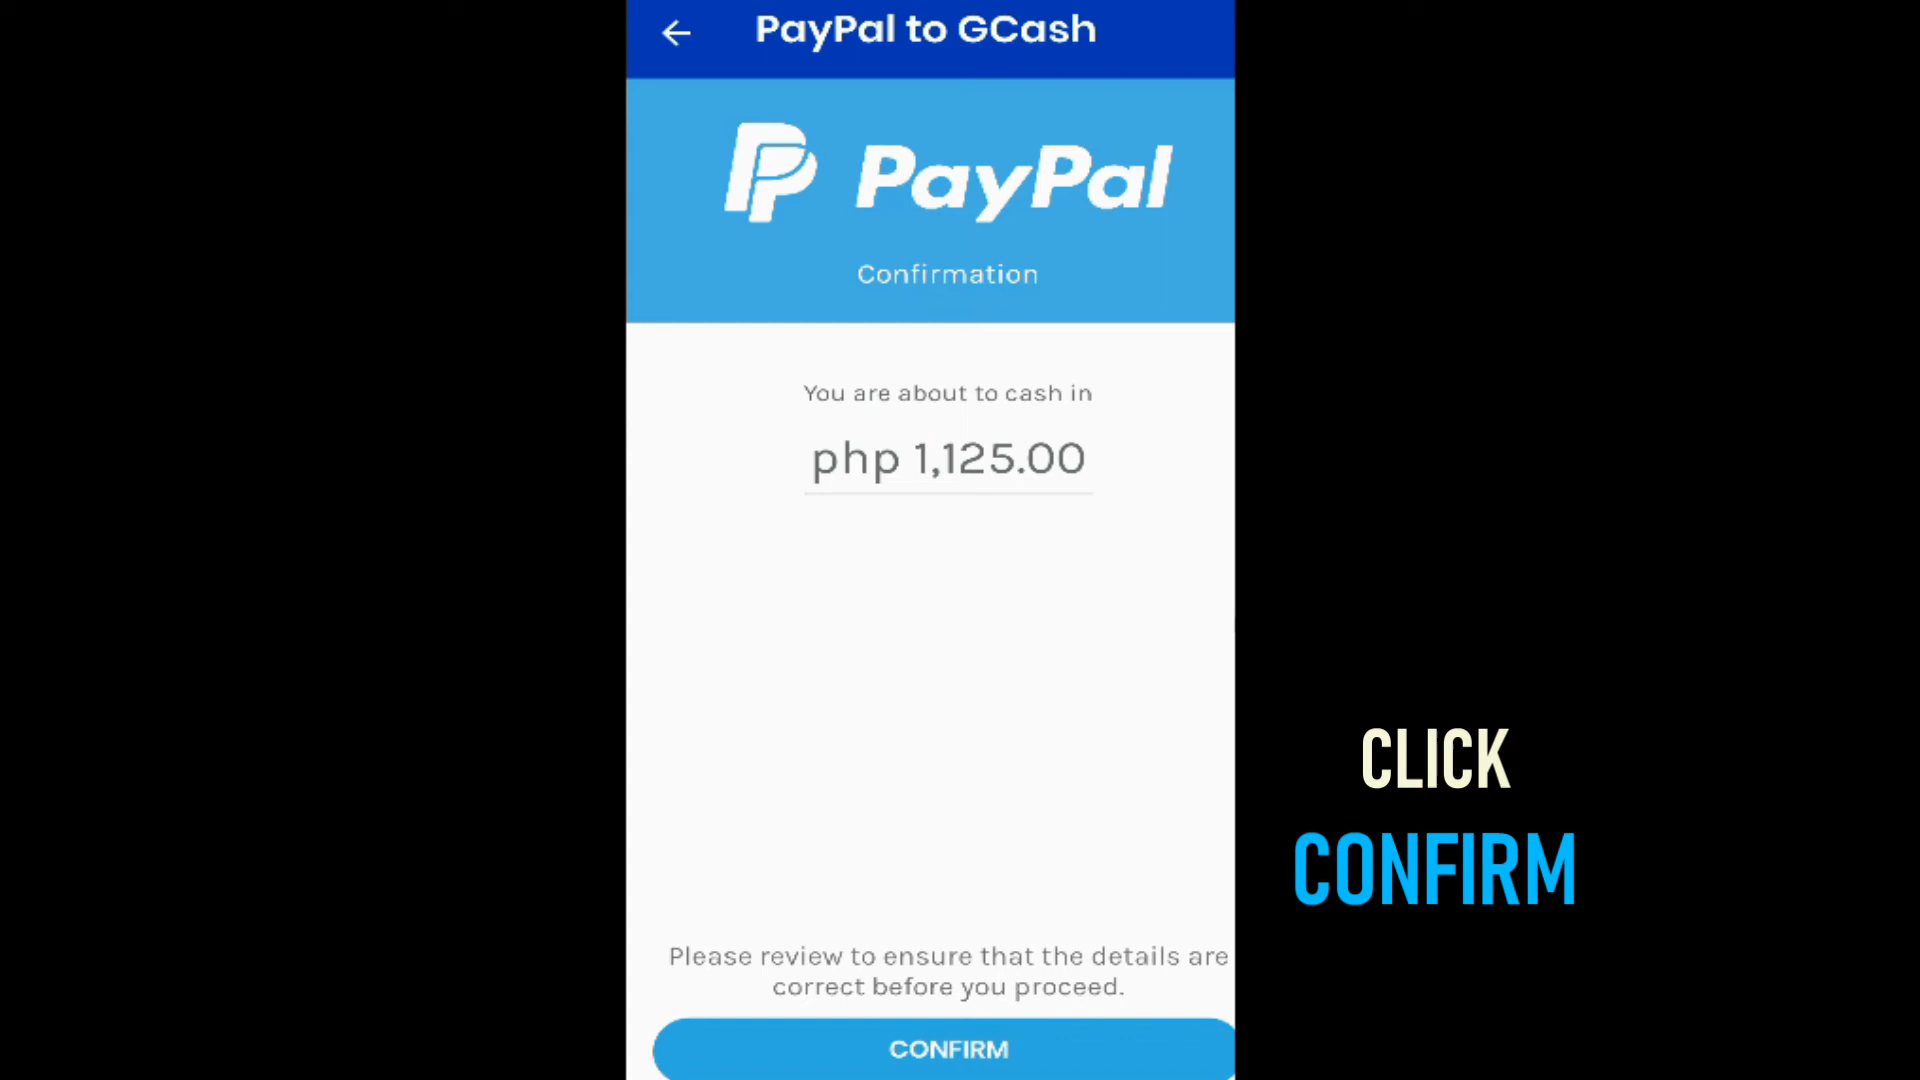 PayPal to GCash
PayPal
Confirmation
You are about to cash in
php 1,125.00
CLICK
CONFIRM
Please review to ensure that the details are
correct before you proceed.
CONFIRM